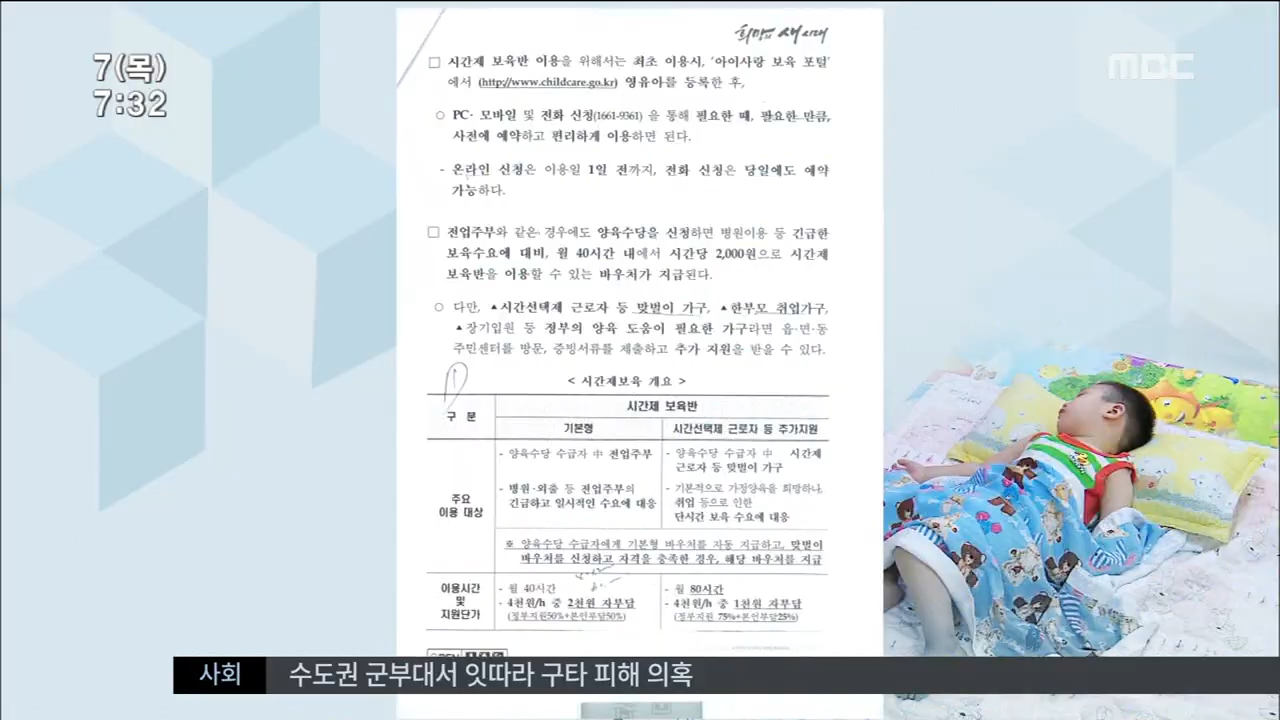 7(목)
7:32
MBC
희망의 새 시대
□ 시간제 보육반 이용을 위해서는 최초 이용시, '아이사랑 보육 포털'
에서 (http://www.childcare.go.kr) 영유아를 등록한 후,
○ PC· 모바일 및 전화 신청(1661-9361) 을 통해 필요한 때, 필요한 만큼,
사전에 예약하고 편리하게 이용하면 된다.
- 온라인 신청은 이용일 1일 전까지, 전화 신청은 당일에도 예약
가능하다.
□ 전업주부와 같은 경우에도 양육수당을 신청하면 병원이용 등 긴급한
보육수요에 대비, 월 40시간 내에서 시간당 2,000원으로 시간제
보육반을 이용할 수 있는 바우처가 지급된다.
○ 다만, ▲시간선택제 근로자 등 맞벌이 가구, ▲한부모 취업가구,
▲장기입원 등 정부의 양육 도움이 필요한 가구라면 읍·면·동
주민센터를 방문, 증빙서류를 제출하고 추가 지원을 받을 수 있다.
< 시간제보육 개요 >
구 분
시간제 보육반
기본형
시간선택제 근로자 등 추가지원
주요
이용 대상
- 양육수당 수급자 中 전업주부
- 병원·외출 등 전업주부의
긴급하고 일시적인 수요에 대응
- 양육수당 수급자 中 시간제
근로자 등 맞벌이 가구
- 기본적으로 가정양육을 희망하나,
취업 등으로 인한
단시간 보육 수요에 대응
※ 양육수당 수급자에게 기본형 바우처를 자동 지급하고, 맞벌이
바우처를 신청하고 자격을 충족한 경우, 해당 바우처를 지급
이용시간
및
지원단가
- 월 40시간
- 4천원/h 중 2천원 자부담
(정부지원50%+본인부담50%)
- 월 80시간
- 4천원/h 중 1천원 자부담
(정부지원 75%+본인부담25%)
사회
수도권 군부대서 잇따라 구타 피해 의혹